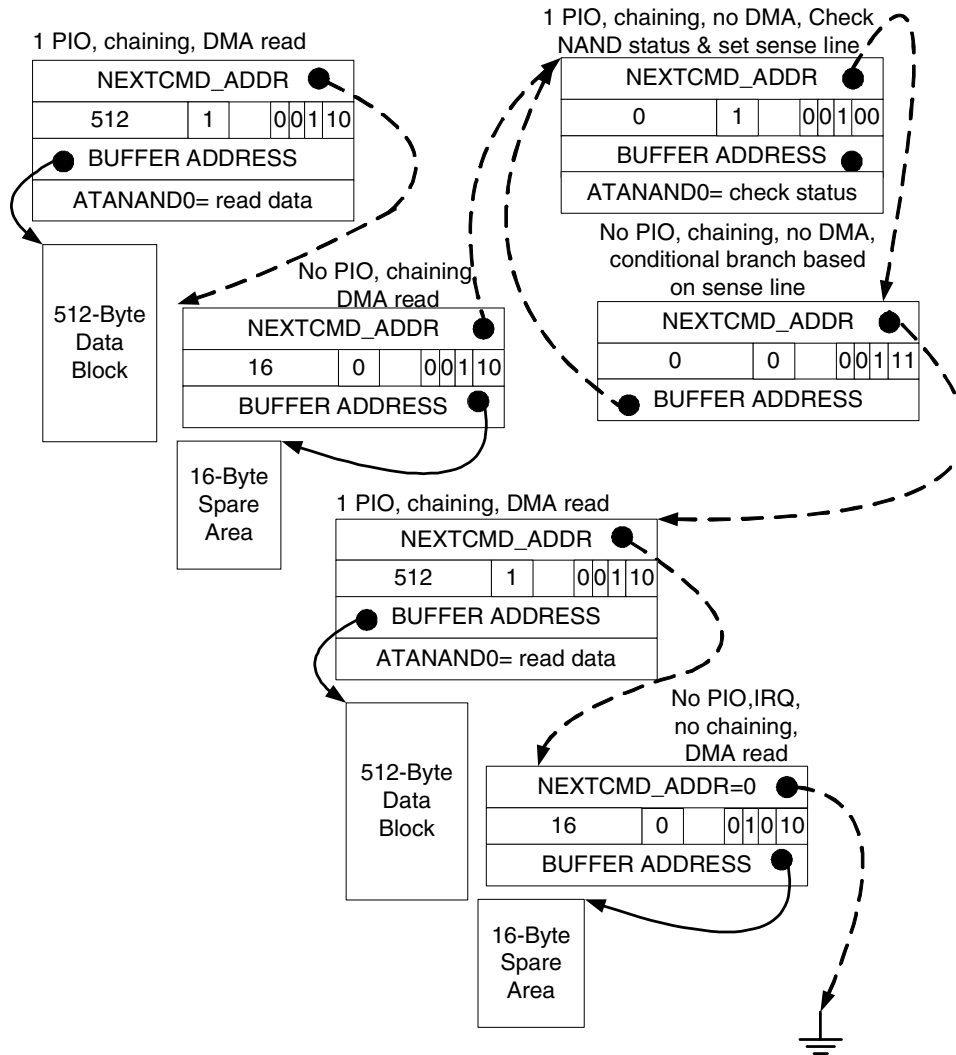 1 PIO, chaining, DMA read
NEXTCMD_ADDR
512 1 0 0 1 10
BUFFER ADDRESS
ATANAND0= read data
512-Byte
Data
Block
No PIO, chaining,
DMA read
NEXTCMD_ADDR
16 0 0 0 1 10
BUFFER ADDRESS
16-Byte
Spare
Area
1 PIO, chaining, no DMA, Check
NAND status & set sense line
NEXTCMD_ADDR
0 1 0 0 1 00
BUFFER ADDRESS
ATANAND0= check status
No PIO, chaining, no DMA,
conditional branch based
on sense line
NEXTCMD_ADDR
0 0 0 0 1 11
BUFFER ADDRESS
1 PIO, chaining, DMA read
NEXTCMD_ADDR
512 1 0 0 1 10
BUFFER ADDRESS
ATANAND0= read data
512-Byte
Data
Block
No PIO,IRQ,
no chaining,
DMA read
NEXTCMD_ADDR=0
16 0 0 1 0 10
BUFFER ADDRESS
16-Byte
Spare
Area